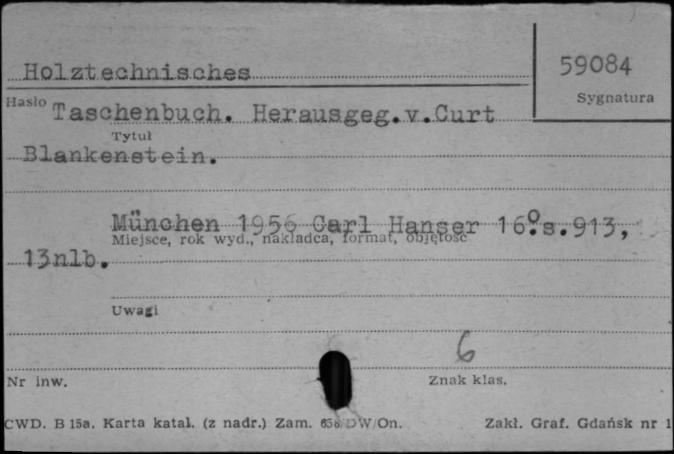 59084
Holztechnisches
Hasło
Sygnatura
Taschenbuch. Herausgeg.v.Curt
Tytuł
Blankenstein.
München 1956 Carl Hanser 16º.s.913,
Miejsce, rok wyd., nakładca, format, objętość
13nlb.
Uwagi
6
Nr inw.
Znak klas.
CWD. B 15a. Karta katal. (z nadr.) Zam. DW/On.
Zakł. Graf. Gdańsk nr 1